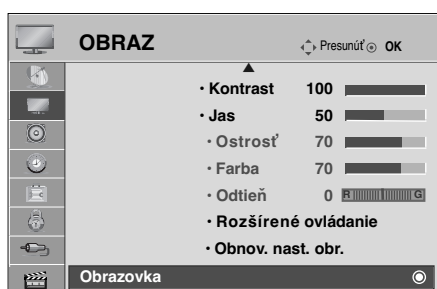 OBRAZ Presunúť OK
• Kontrast 100
• Jas 50
• Ostrosť 70
• Farba 70
• Odtieň 0 R G
• Rozšírené ovládanie
• Obnov. nast. obr.
Obrazovka